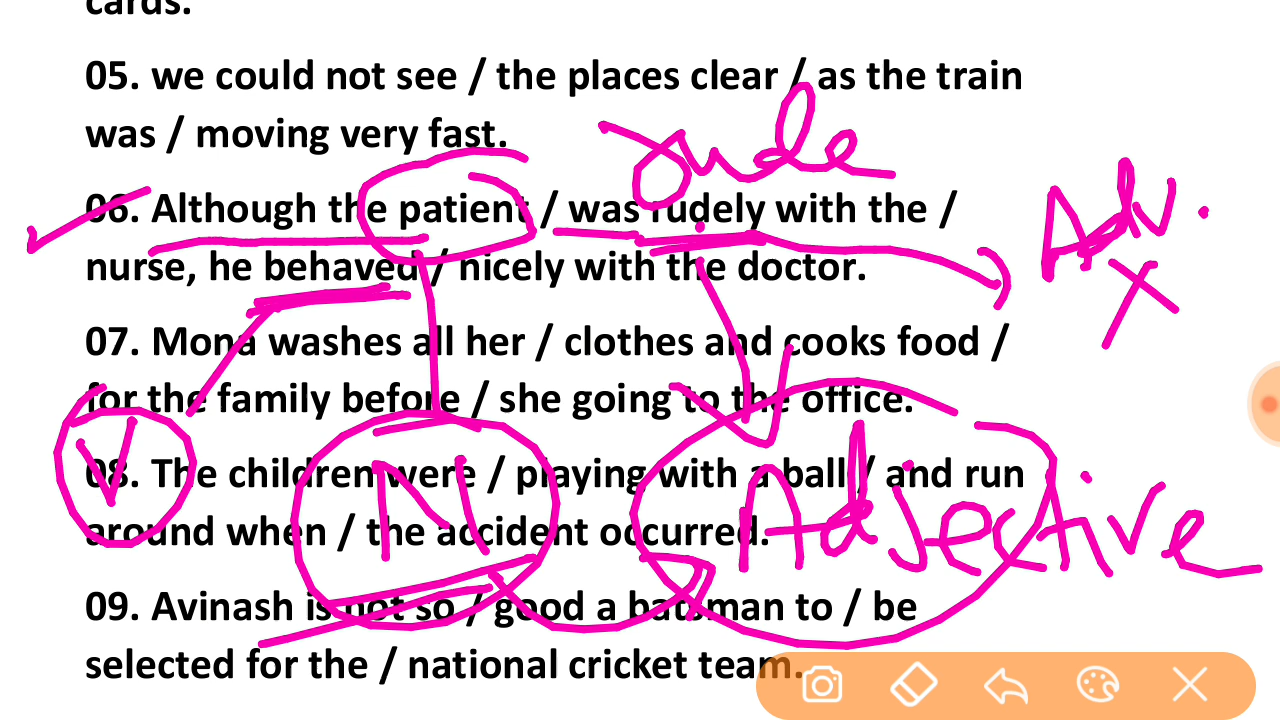 cards.
05. we could not see / the places clear / as the train
was / moving very fast.
rude
06. Although the patient / was rudely with the /
Adv.
nurse, he behaved / nicely with the doctor.
07. Mona washes all her / clothes and cooks food /
for the family before / she going to the office.
V
N
Adjective
08. The children were / playing with a ball / and run
around when / the accident occurred.
09. Avinash is not so / good a batsman to / be
selected for the / national cricket team.